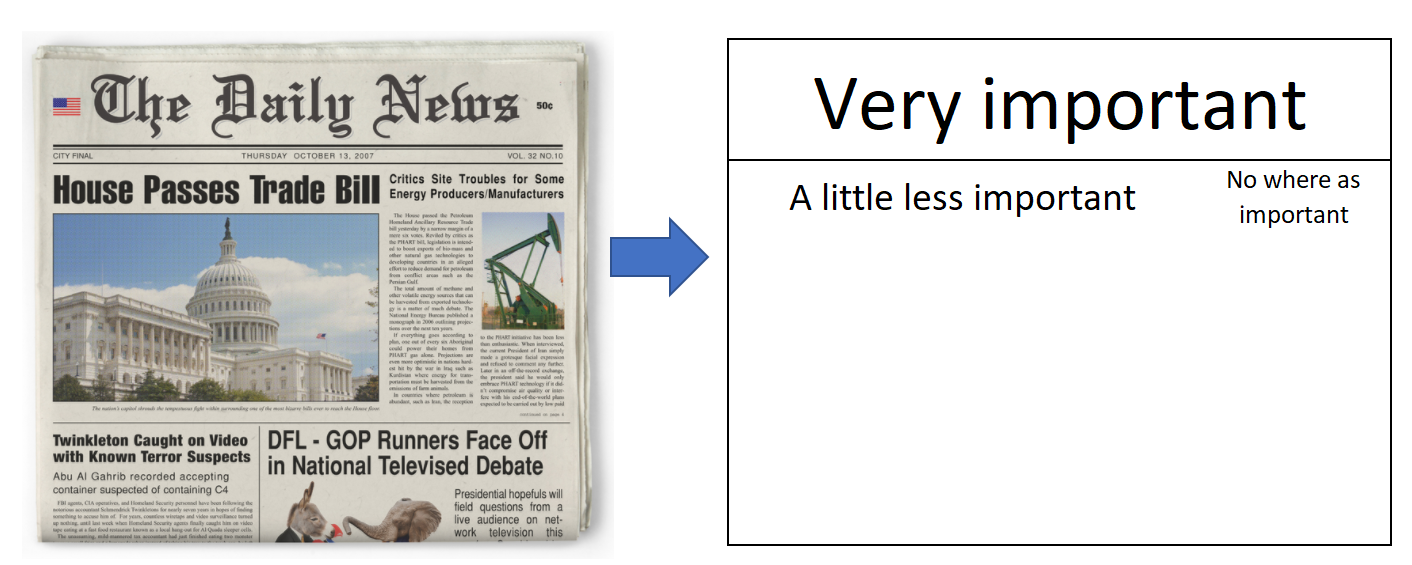 The Daily News
50c
CITY FINAL
THURSDAY OCTOBER 13, 2007
VOL. 32 NO.10
House Passes Trade Bill
Critics Site Troubles for Some
Energy Producers/Manufacturers
The House passed the Petroleum
Homeland Ancillary Resource Trade
bill yesterday by a narrow margin of a
mere six votes. Reviled by critics as
the PHART bill, legislation is intend-
ed to boost exports of bio-mass and
other natural gas technologies to
developing countries in an alleged
effort to reduce demand for petroleum
from conflict areas such as the
Persian Gulf.
The total amount of methane and
other volatile energy sources that can
be harvested from exported technolo-
gy is a matter of much debate. The
National Energy Bureau published a
monograph in 2006 outlining projec-
tions over the next ten years.
If everything goes according to
plan, one out of every six Aboriginal
could power their homes from
PHART gas alone. Projections are
even more optimistic in nations hard-
est hit by the war in Iraq such as
Kurdistan where energy for trans-
portation must be harvested from the
emissions of farm animals.
In countries where petroleum is
abundant, such as Iran, the reception
to the PHART initiative has been less
than enthusiastic. When interviewed,
the current President of Iran simply
made a grotesque facial expression
and refused to comment any further.
Later in an off-the-record exchange,
the president said he would only
embrace PHART technology if it did-
n't compromise air quality or inter-
fere with his end-of-the-world plans
expected to be carried out by low paid
continued on page 4
The nation's capitol shrouds the tempestuous fight within surrounding one of the most bizarre bills ever to reach the House floor
Twinkleton Caught on Video
with Known Terror Suspects
Abu Al Gahrib recorded accepting
container suspected of containing C4
FBI agents, CIA operatives, and Homeland Security personnel have been following the
notorious accountant Schmendrick Twinkletons for nearly seven years in hopes of finding
something to accuse him of. For years, countless wiretaps and video surveillance turned
up nothing, until last week when Homeland Security agents finally caught him on video
tape eating at a fast food restaurant known as a local hang out for Al-Qaeda sleeper cells.
The unassuming, mild-mannered tax accountant had just finished eating two monster
DFL - GOP Runners Face Off
in National Televised Debate
Presidential hopefuls will
field questions from a
live audience on net-
work television this
Very important
A little less important
No where as
important